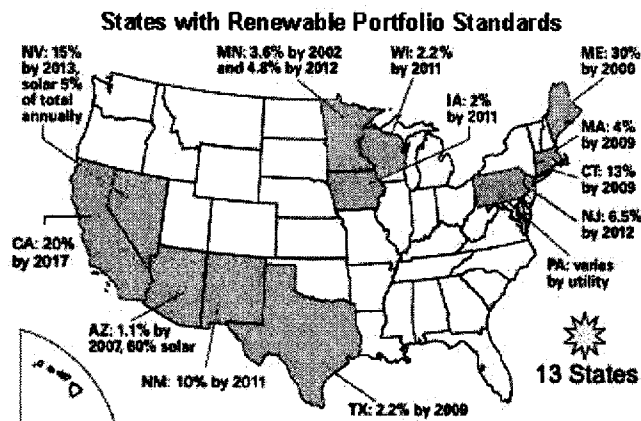 States with Renewable Portfolio Standards
NV: 15%
by 2013,
solar 5%
of total
annually
MN: 3.6% by 2002
and 4.8% by 2012
WI: 2.2%
by 2011
IA: 2%
by 2011
ME: 30%
by 2000
MA: 4%
by 2009
CT: 13%
by 2009
NJ: 6.5%
by 2012
PA: varies
by utility
CA: 20%
by 2017
AZ: 1.1% by
2007, 60% solar
NM: 10% by 2011
TX: 2.2% by 2009
13 States